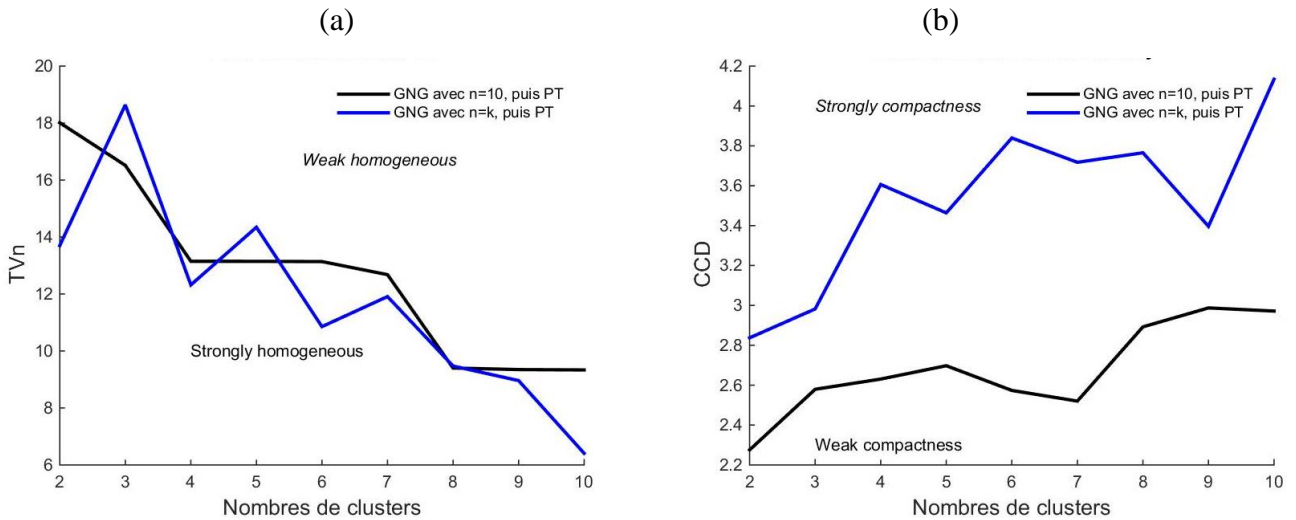 (a)
20
18
16
14
12
10
8
6
TVn
GNG avec n=10, puis PT
GNG avec n=k, puis PT
Weak homogeneous
Strongly homogeneous
2 3 4 5 6 7 8 9 10
Nombres de clusters
(b)
4.2
4
3.8
3.6
3.4
3.2
3
2.8
2.6
2.4
2.2
CCD
Strongly compactness
GNG avec n=10, puis PT
GNG avec n=k, puis PT
Weak compactness
2 3 4 5 6 7 8 9 10
Nombres de clusters